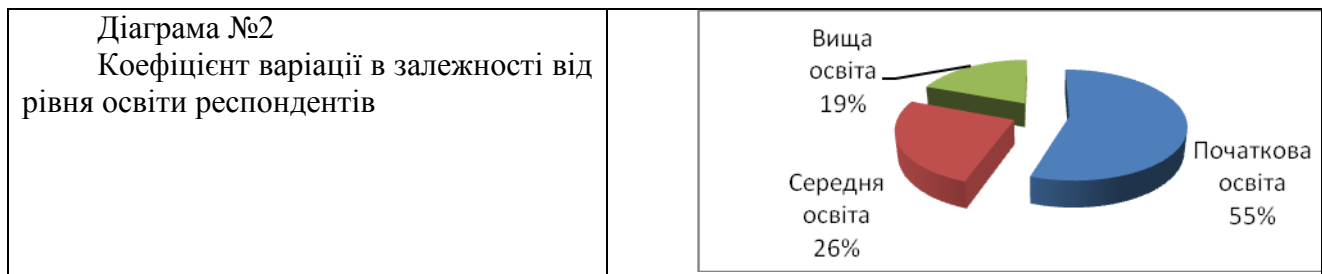 Діаграма №2
Коефіцієнт варіації в залежності від
рівня освіти респондентів
Вища
освіта
19%
Середня
освіта
26%
Початкова
освіта
55%